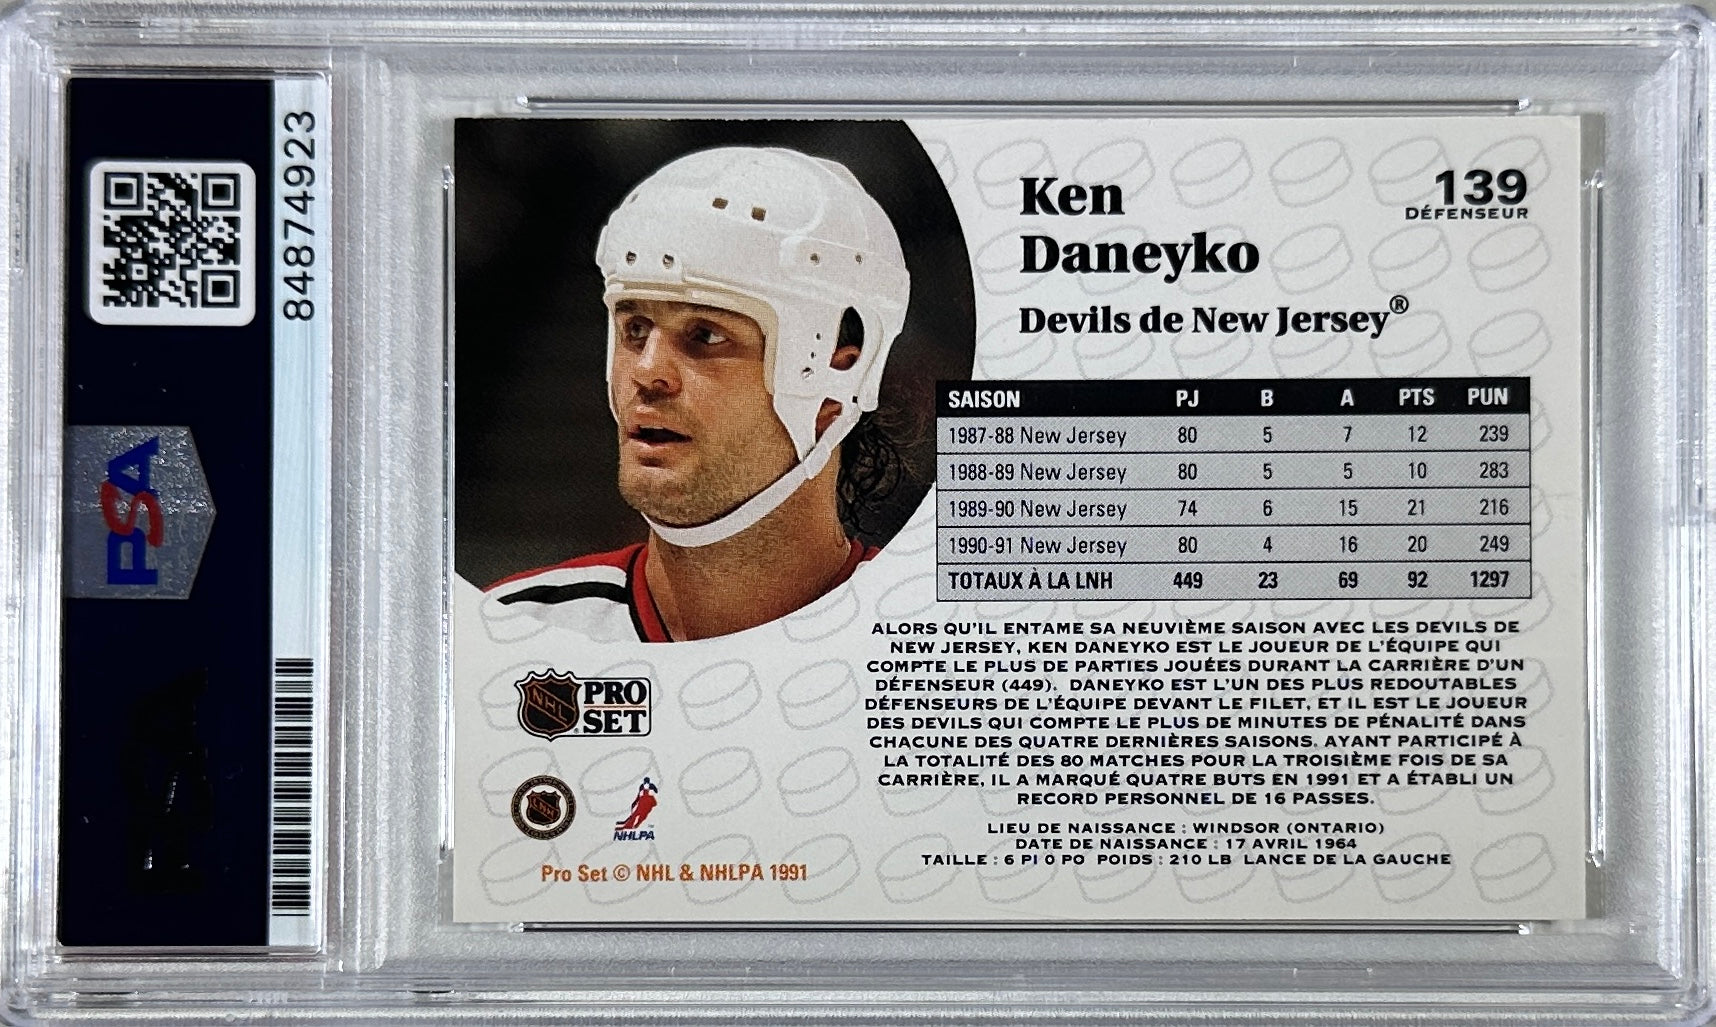 84874923
PSA
Ken
Daneyko
Devils de New Jersey®
139
DÉFENSEUR
SAISON PJ B A PTS PUN
1987-88 New Jersey 80 5 7 12 239
1988-89 New Jersey 80 5 5 10 283
1989-90 New Jersey 74 6 15 21 216
1990-91 New Jersey 80 4 16 20 249
TOTAUX À LA LNH 449 23 69 92 1297
ALORS QU'IL ENTAME SA NEUVIÈME SAISON AVEC LES DEVILS DE
NEW JERSEY, KEN DANEYKO EST LE JOUEUR DE L'ÉQUIPE QUI
COMPTE LE PLUS DE PARTIES JOUÉES DURANT LA CARRIÈRE D'UN
DÉFENSEUR (449). DANEYKO EST L'UN DES PLUS REDOUTABLES
DÉFENSEURS DE L'ÉQUIPE DEVANT LE FILET, ET IL EST LE JOUEUR
DES DEVILS QUI COMPTE LE PLUS DE MINUTES DE PÉNALITÉ DANS
CHACUNE DES QUATRE DERNIÈRES SAISONS. AYANT PARTICIPÉ À
LA TOTALITÉ DES 80 MATCHES POUR LA TROISIÈME FOIS DE SA
CARRIÈRE, IL A MARQUÉ QUATRE BUTS EN 1991 ET A ÉTABLI UN
RECORD PERSONNEL DE 16 PASSES.
LIEU DE NAISSANCE : WINDSOR (ONTARIO)
DATE DE NAISSANCE : 17 AVRIL 1964
TAILLE : 6 PI 0 PO POIDS : 210 LB LANCE DE LA GAUCHE
NHL
PRO
SET
LNH
NHLPA
Pro Set © NHL & NHLPA 1991